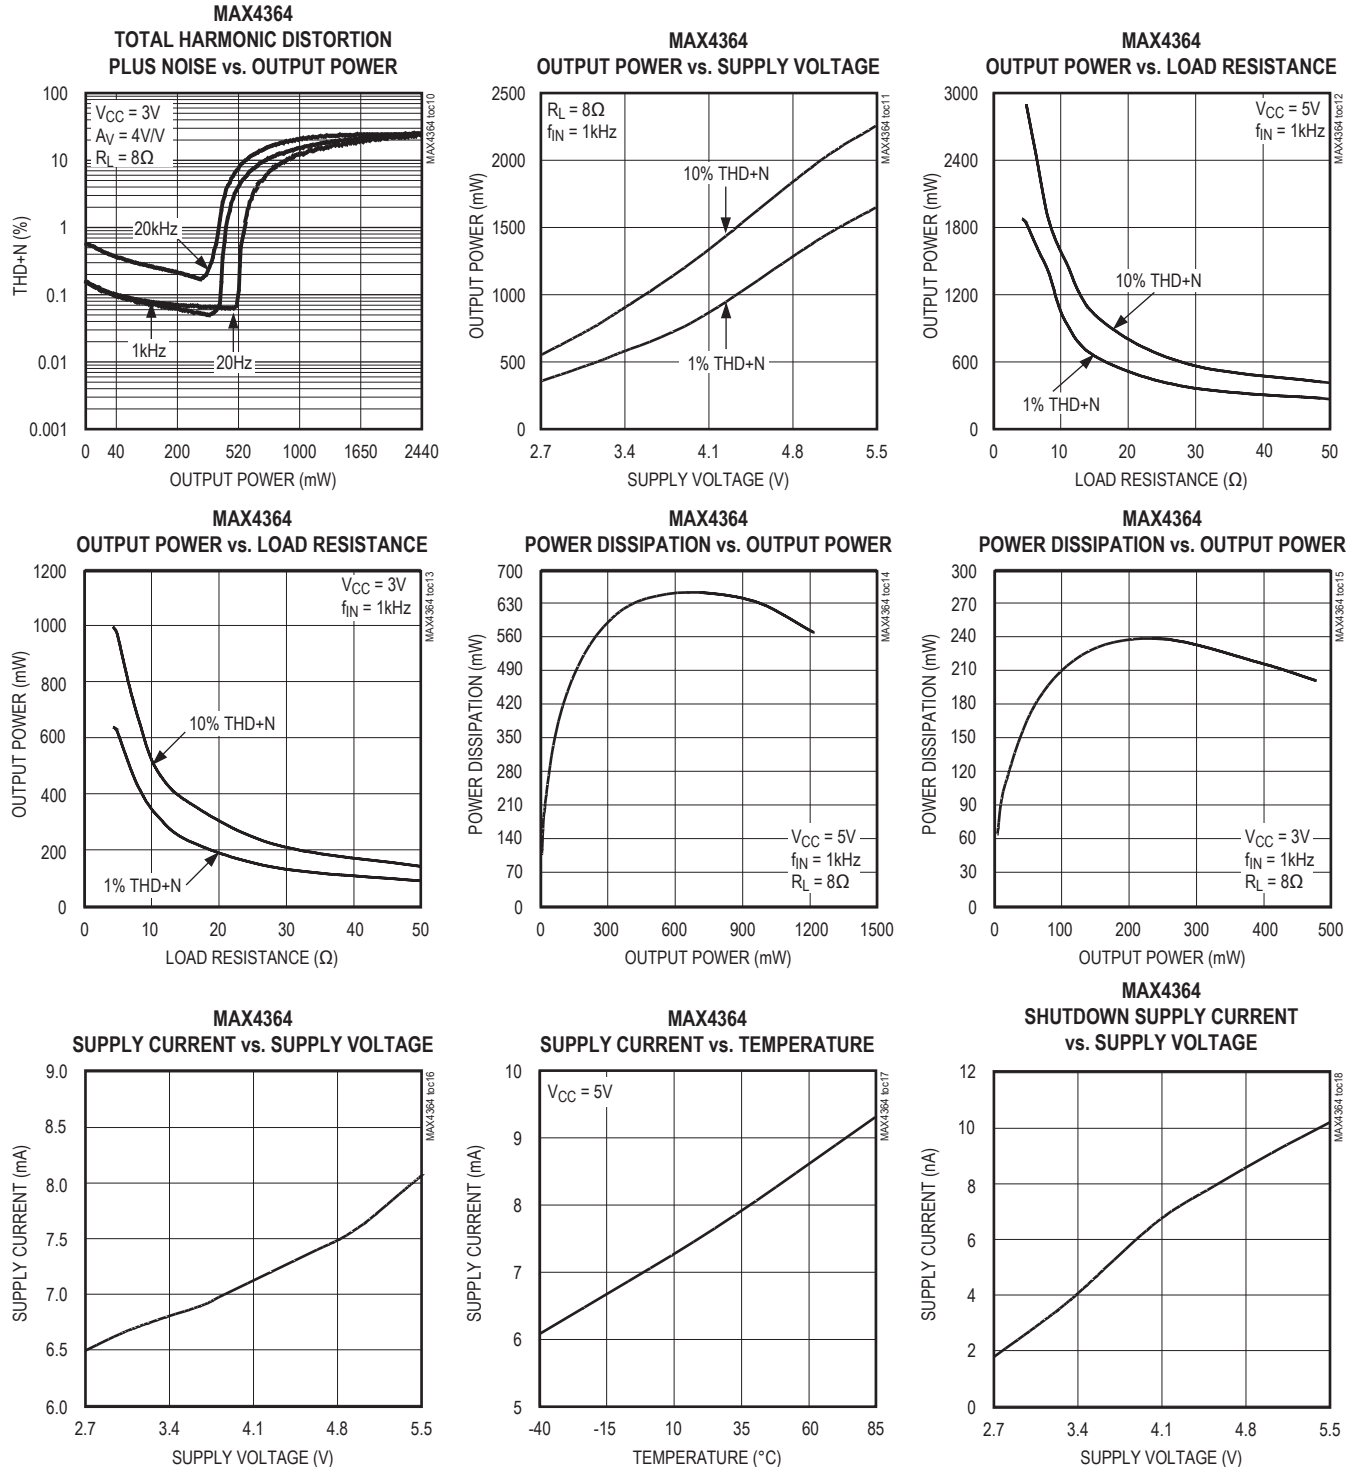 MAX4364
TOTAL HARMONIC DISTORTION
PLUS NOISE vs. OUTPUT POWER
100
10
1
0.1
0.01
0.001
THD+N (%)
VCC = 3V
AV = 4V/V
RL = 8Ω
20kHz
1kHz
20Hz
MAX4364 toc10
0 40 200 520 1000 1650 2440
OUTPUT POWER (mW)
MAX4364
OUTPUT POWER vs. SUPPLY VOLTAGE
2500
2000
1500
1000
500
0
OUTPUT POWER (mW)
RL = 8Ω
fIN = 1kHz
10% THD+N
1% THD+N
MAX4364 toc11
2.7 3.4 4.1 4.8 5.5
SUPPLY VOLTAGE (V)
MAX4364
OUTPUT POWER vs. LOAD RESISTANCE
3000
2400
1800
1200
600
0
OUTPUT POWER (mW)
VCC = 5V
fIN = 1kHz
10% THD+N
1% THD+N
MAX4364 toc12
0 10 20 30 40 50
LOAD RESISTANCE (Ω)
MAX4364
OUTPUT POWER vs. LOAD RESISTANCE
1200
1000
800
600
400
200
0
OUTPUT POWER (mW)
VCC = 3V
fIN = 1kHz
10% THD+N
1% THD+N
MAX4364 toc13
0 10 20 30 40 50
LOAD RESISTANCE (Ω)
MAX4364
POWER DISSIPATION vs. OUTPUT POWER
700
630
560
490
420
350
280
210
140
70
0
POWER DISSIPATION (mW)
VCC = 5V
fIN = 1kHz
RL = 8Ω
MAX4364 toc14
0 300 600 900 1200 1500
OUTPUT POWER (mW)
MAX4364
POWER DISSIPATION vs. OUTPUT POWER
300
270
240
210
180
150
120
90
60
30
0
POWER DISSIPATION (mW)
VCC = 3V
fIN = 1kHz
RL = 8Ω
MAX4364 toc15
0 100 200 300 400 500
OUTPUT POWER (mW)
MAX4364
SUPPLY CURRENT vs. SUPPLY VOLTAGE
9.0
8.5
8.0
7.5
7.0
6.5
6.0
SUPPLY CURRENT (mA)
MAX4364 toc16
2.7 3.4 4.1 4.8 5.5
SUPPLY VOLTAGE (V)
MAX4364
SUPPLY CURRENT vs. TEMPERATURE
10
9
8
7
6
5
SUPPLY CURRENT (mA)
VCC = 5V
MAX4364 toc17
-40 -15 10 35 60 85
TEMPERATURE (°C)
MAX4364
SHUTDOWN SUPPLY CURRENT
vs. SUPPLY VOLTAGE
12
10
8
6
4
2
0
SUPPLY CURRENT (nA)
MAX4364 toc18
2.7 3.4 4.1 4.8 5.5
SUPPLY VOLTAGE (V)